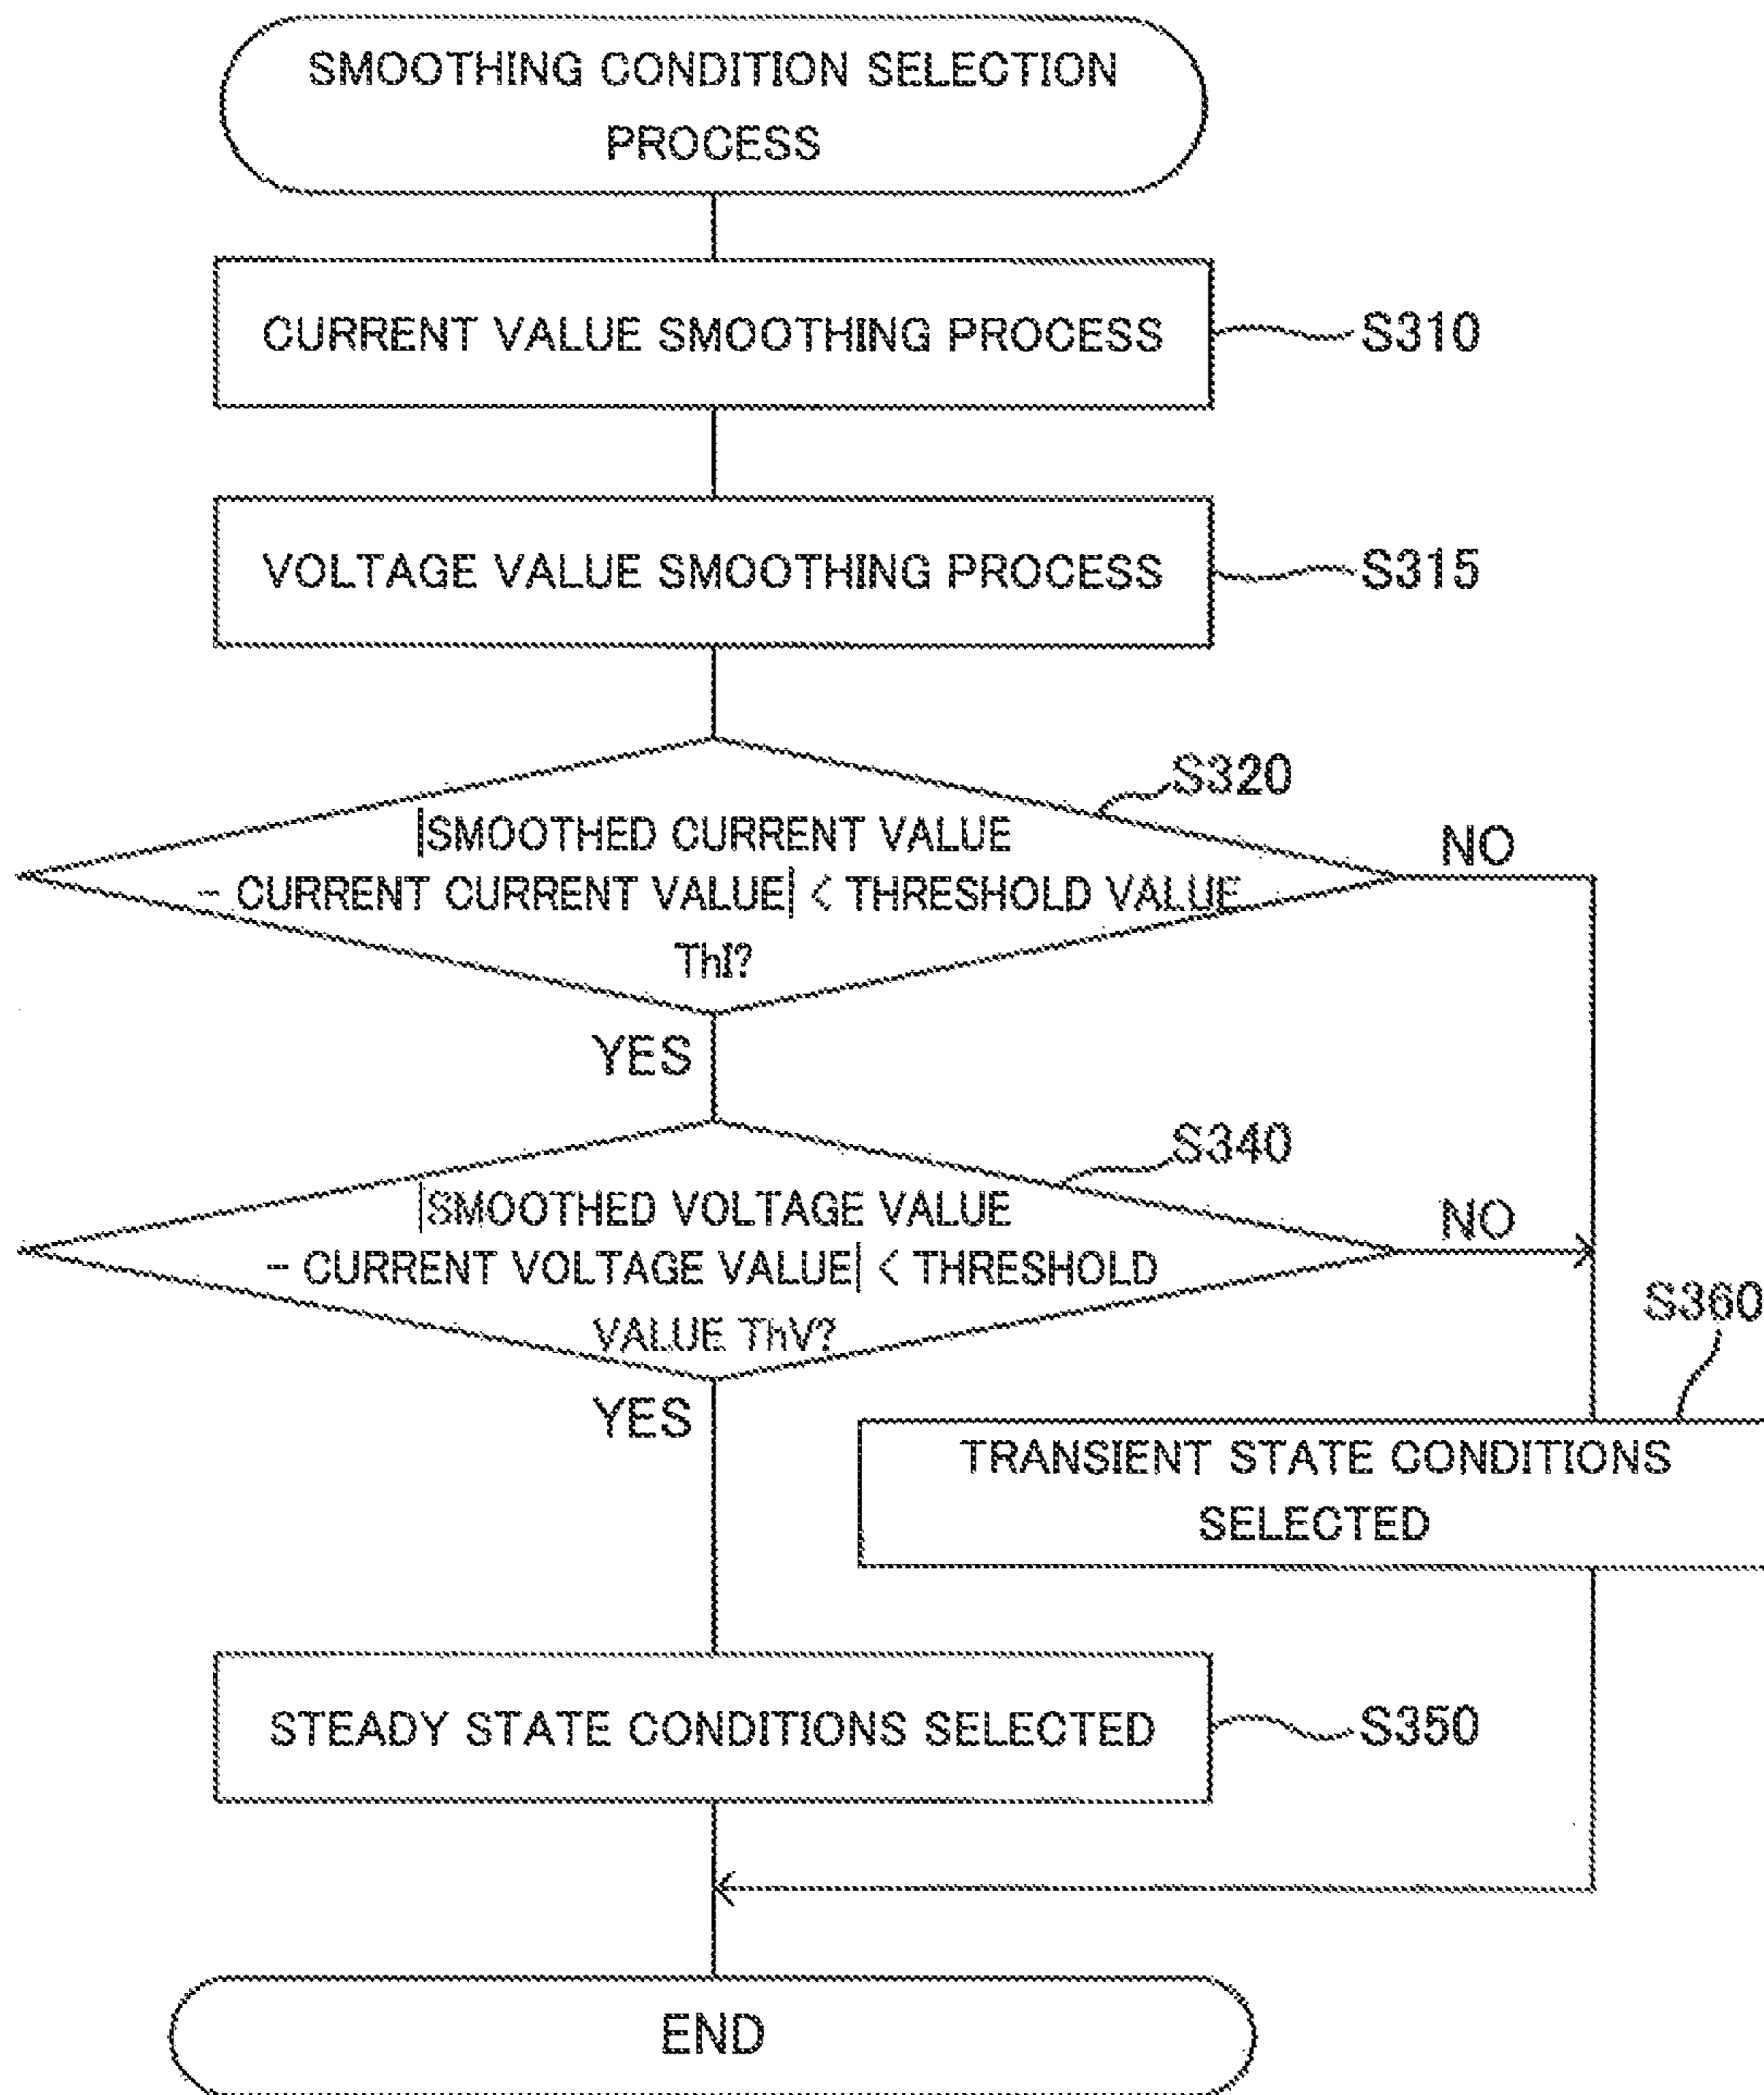 SMOOTHING CONDITION SELECTION
PROCESS
CURRENT VALUE SMOOTHING PROCESS
S310
VOLTAGE VALUE SMOOTHING PROCESS
S315
S320
|SMOOTHED CURRENT VALUE
- CURRENT CURRENT VALUE| < THRESHOLD VALUE
ThI?
NO
YES
S340
|SMOOTHED VOLTAGE VALUE
- CURRENT VOLTAGE VALUE| < THRESHOLD
VALUE ThV?
NO
YES
S360
TRANSIENT STATE CONDITIONS
SELECTED
STEADY STATE CONDITIONS SELECTED
S350
END